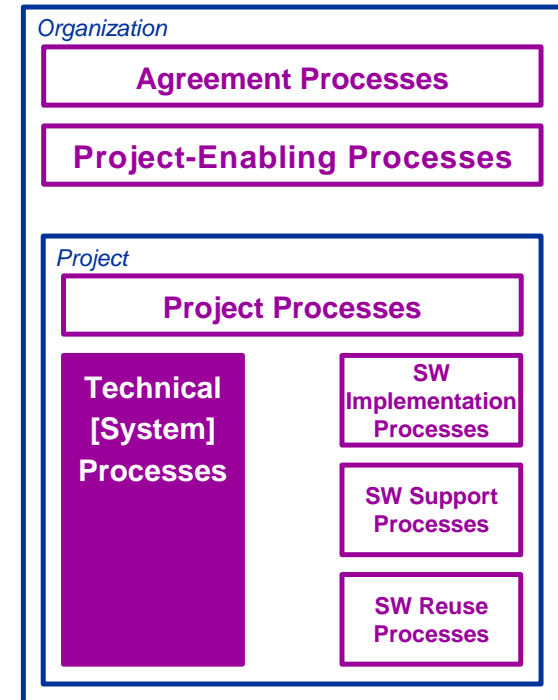 Organization
Agreement Processes
Project-Enabling Processes
Project
Project Processes
Technical
[System]
Processes
SW
Implementation
Processes
SW Support
Processes
SW Reuse
Processes